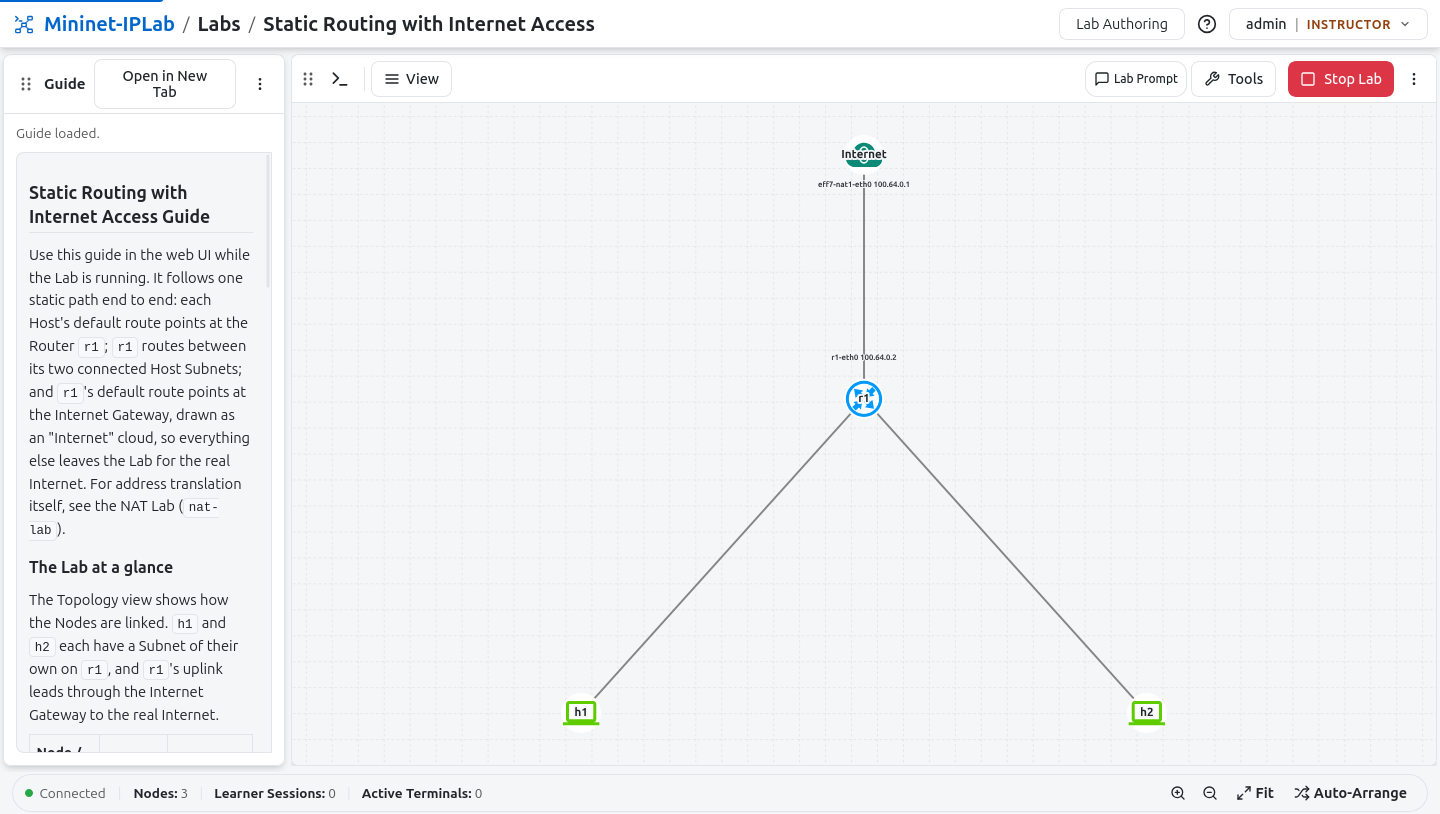 Mininet-IPLab / Labs / Static Routing with Internet Access
Lab Authoring
admin | INSTRUCTOR
Guide
Open in New Tab
View
Lab Prompt
Tools
Stop Lab
Guide loaded.
Static Routing with
Internet Access Guide
Use this guide in the web UI while
the Lab is running. It follows one
static path end to end: each
Host's default route points at the
Router r1; r1 routes between
its two connected Host Subnets;
and r1's default route points at
the Internet Gateway, drawn as
an "Internet" cloud, so everything
else leaves the Lab for the real
Internet. For address translation
itself, see the NAT Lab (nat-
lab).
The Lab at a glance
The Topology view shows how
the Nodes are linked. h1 and
h2 each have a Subnet of their
own on r1, and r1's uplink
leads through the Internet
Gateway to the real Internet.
Node /
Internet
eff7-nat1-eth0 100.64.0.1
r1-eth0 100.64.0.2
r1
h1
h2
Connected
Nodes: 3
Learner Sessions: 0
Active Terminals: 0
Fit
Auto-Arrange